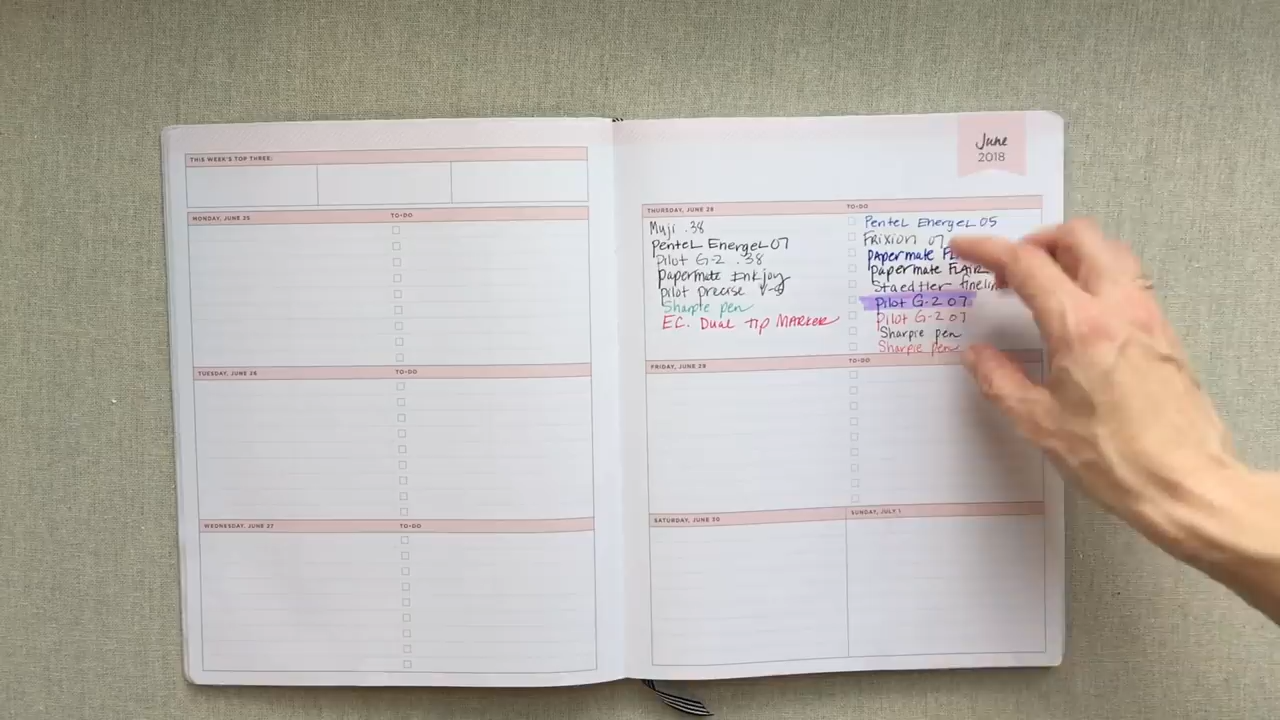 THIS WEEK'S TOP THREE:
MONDAY, JUNE 25 TO-DO
TUESDAY, JUNE 26 TO-DO
WEDNESDAY, JUNE 27 TO-DO
June
2018
THURSDAY, JUNE 28 TO-DO
Muji .38
Pentel Energel 07
Pilot G-2 .38
Papermate Inkjoy
Pilot Precise V-5
Sharpie pen
E.C. Dual Tip MARKER
Pentel Energel 05
Frixion 07
Papermate
Papermate FLAIR
Staedtler
Pilot G-2 07
Pilot G-2 07
Sharpie pen
Sharpie pen
FRIDAY, JUNE 29 TO-DO
SATURDAY, JUNE 30
SUNDAY, JULY 1